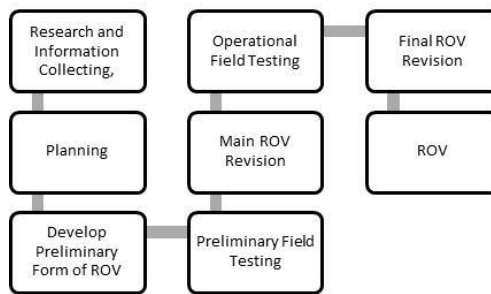 Research and
Information
Collecting,
Planning
Develop
Preliminary
Form of ROV
Preliminary Field
Testing
Main ROV
Revision
Operational
Field Testing
Final ROV
Revision
ROV